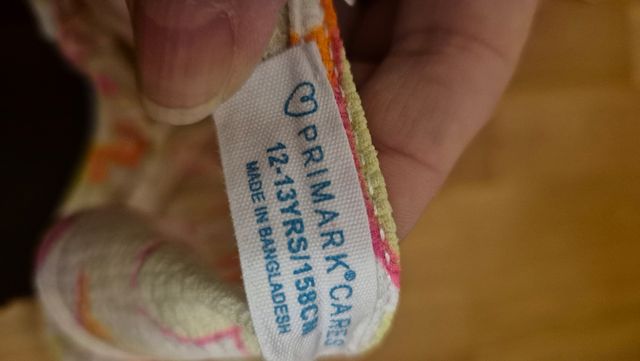 PRIMARK® CARES
12-13YRS/158CM
MADE IN BANGLADESH